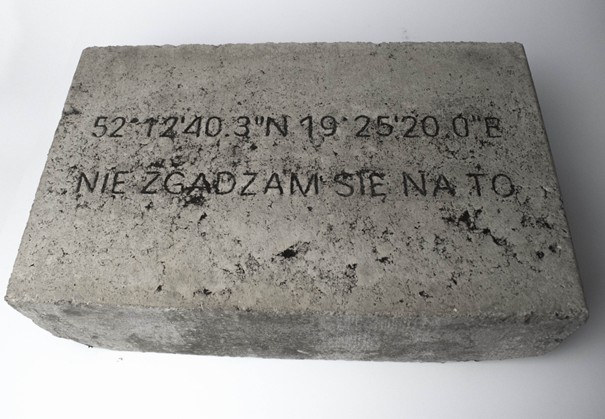 52°12'40.3"N 19°25'20.0"E
NIE ZGADZAM SIĘ NA TO